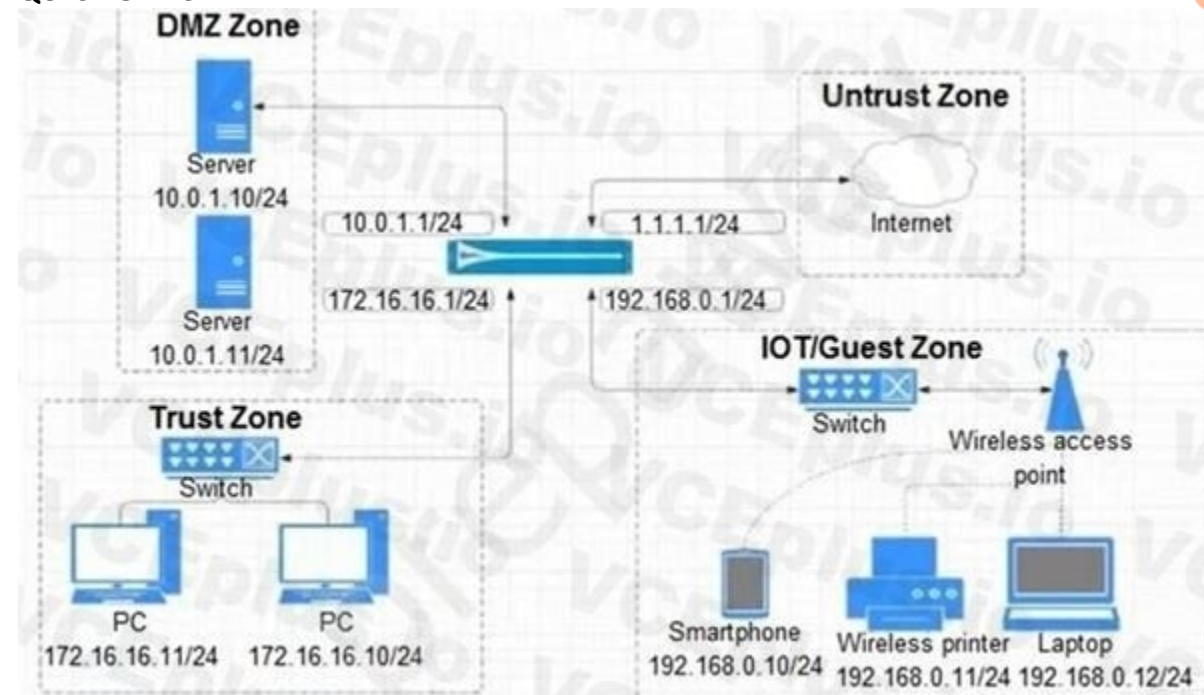 DMZ Zone
Server
10.0.1.10/24
Server
10.0.1.11/24
10.0.1.1/24
1.1.1.1/24
172.16.16.1/24
192.168.0.1/24
Untrust Zone
Internet
Trust Zone
Switch
PC
172.16.16.11/24
PC
172.16.16.10/24
IOT/Guest Zone
Switch
Wireless access
point
Smartphone
192.168.0.10/24
Wireless printer
192.168.0.11/24
Laptop
192.168.0.12/24
VCEplus.io